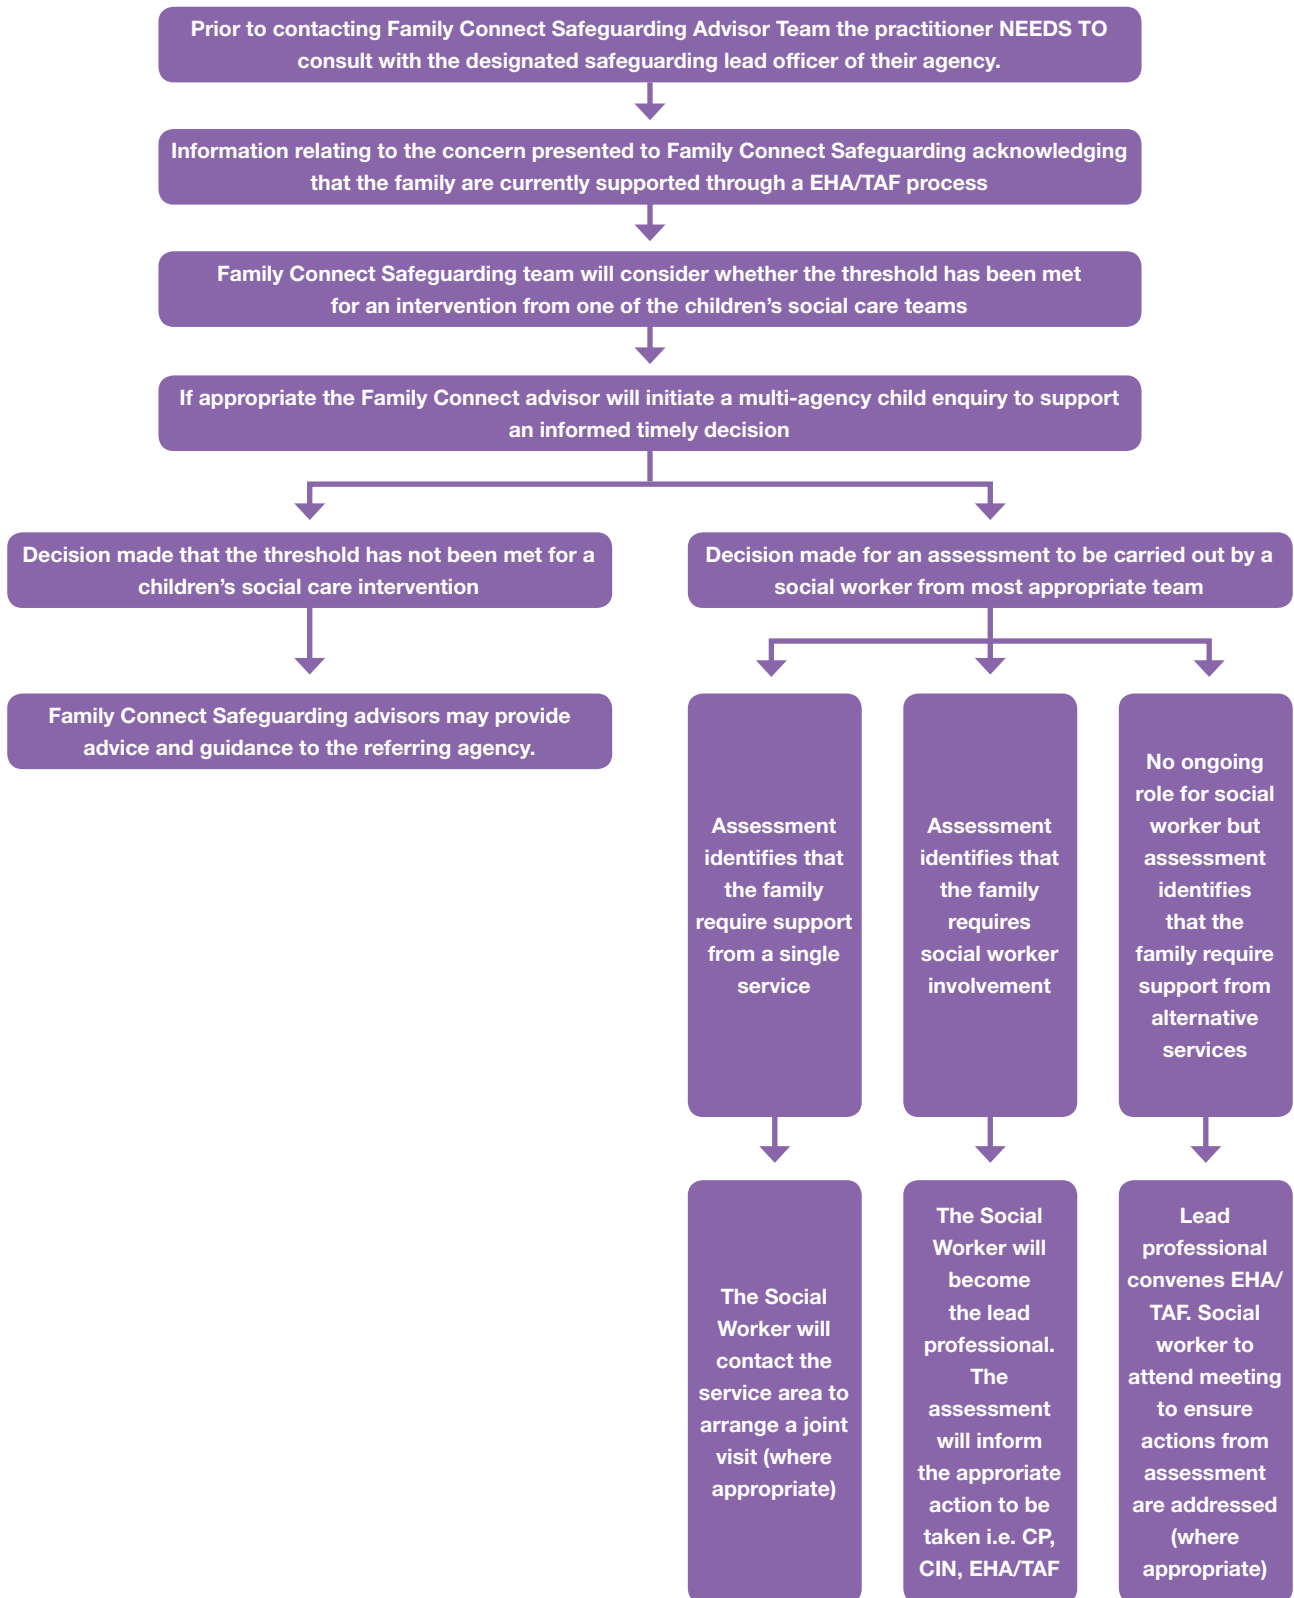 Prior to contacting Family Connect Safeguarding Advisor Team the practitioner NEEDS TO
consult with the designated safeguarding lead officer of their agency.
Information relating to the concern presented to Family Connect Safeguarding acknowledging
that the family are currently supported through a EHA/TAF process
Family Connect Safeguarding team will consider whether the threshold has been met
for an intervention from one of the children’s social care teams
If appropriate the Family Connect advisor will initiate a multi-agency child enquiry to support
an informed timely decision
Decision made that the threshold has not been met for a
children’s social care intervention
Family Connect Safeguarding advisors may provide
advice and guidance to the referring agency.
Decision made for an assessment to be carried out by a
social worker from most appropriate team
Assessment
identifies that
the family
require support
from a single
service
The Social
Worker will
contact the
service area to
arrange a joint
visit (where
appropriate)
Assessment
identifies that
the family
requires
social worker
involvement
The Social
Worker will
become
the lead
professional.
The
assessment
will inform
the approriate
action to be
taken i.e. CP,
CIN, EHA/TAF
No ongoing
role for social
worker but
assessment
identifies
that the
family require
support from
alternative
services
Lead
professional
convenes EHA/
TAF. Social
worker to
attend meeting
to ensure
actions from
assessment
are addressed
(where
appropriate)